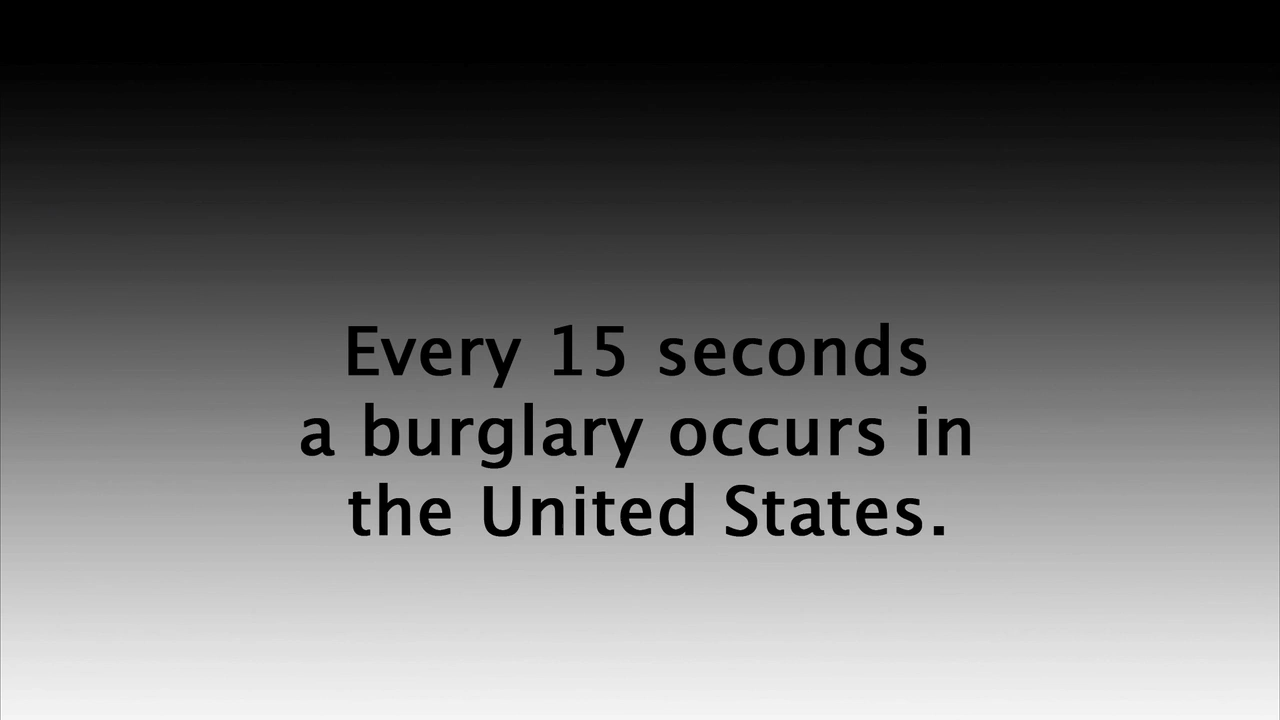 Every 15 seconds
a burglary occurs in
the United States.